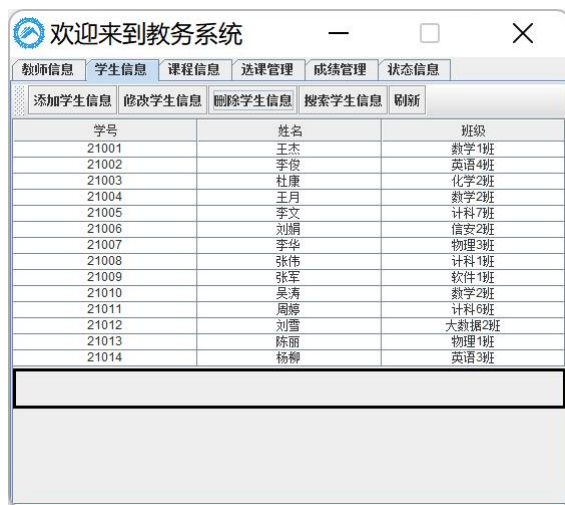 欢迎来到教务系统
教师信息 学生信息 课程信息 选课管理 成绩管理 状态信息
添加学生信息 修改学生信息 删除学生信息 搜索学生信息 刷新
学号 姓名 班级
21001 王杰 数学1班
21002 李俊 英语4班
21003 杜康 化学2班
21004 王月 数学2班
21005 李文 计科7班
21006 刘娟 信安2班
21007 李华 物理3班
21008 张伟 计科1班
21009 张军 软件1班
21010 吴涛 数学2班
21011 周婷 计科6班
21012 刘雪 大数据2班
21013 陈丽 物理1班
21014 杨柳 英语3班